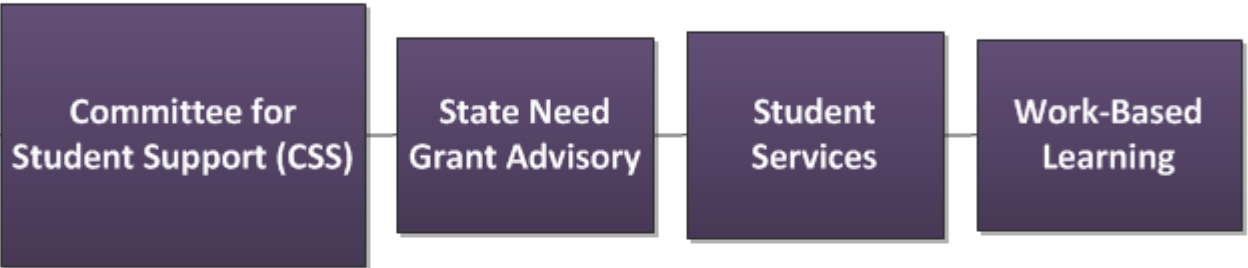 Committee for
Student Support (CSS)
State Need
Grant Advisory
Student
Services
Work-Based
Learning